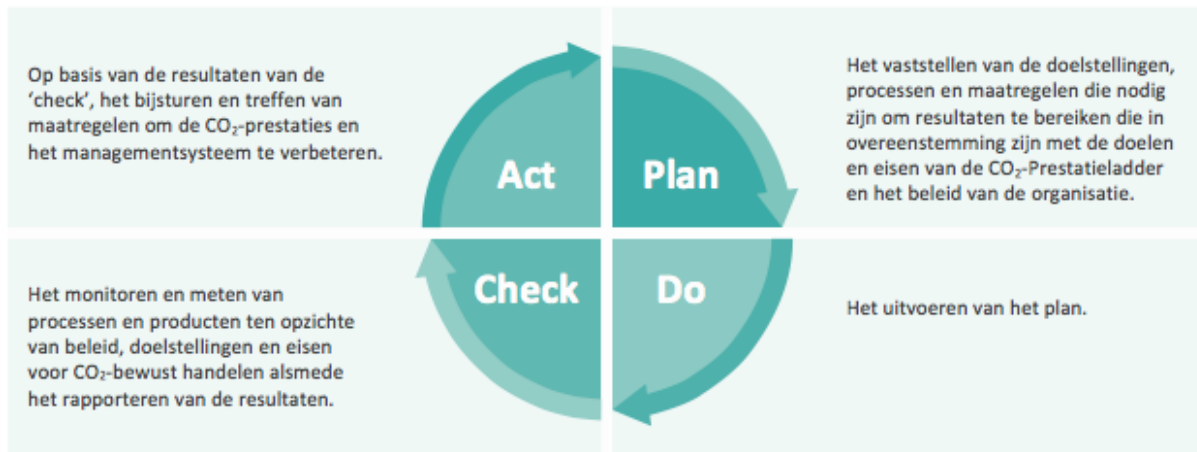 Op basis van de resultaten van de
‘check’, het bijsturen en treffen van
maatregelen om de CO₂-prestaties en
het managementsysteem te verbeteren.
Act
Plan
Het vaststellen van de doelstellingen,
processen en maatregelen die nodig
zijn om resultaten te bereiken die in
overeenstemming zijn met de doelen
en eisen van de CO₂-Prestatieladder
en het beleid van de organisatie.
Het monitoren en meten van
processen en producten ten opzichte
van beleid, doelstellingen en eisen
voor CO₂-bewust handelen alsmede
het rapporteren van de resultaten.
Check
Do
Het uitvoeren van het plan.